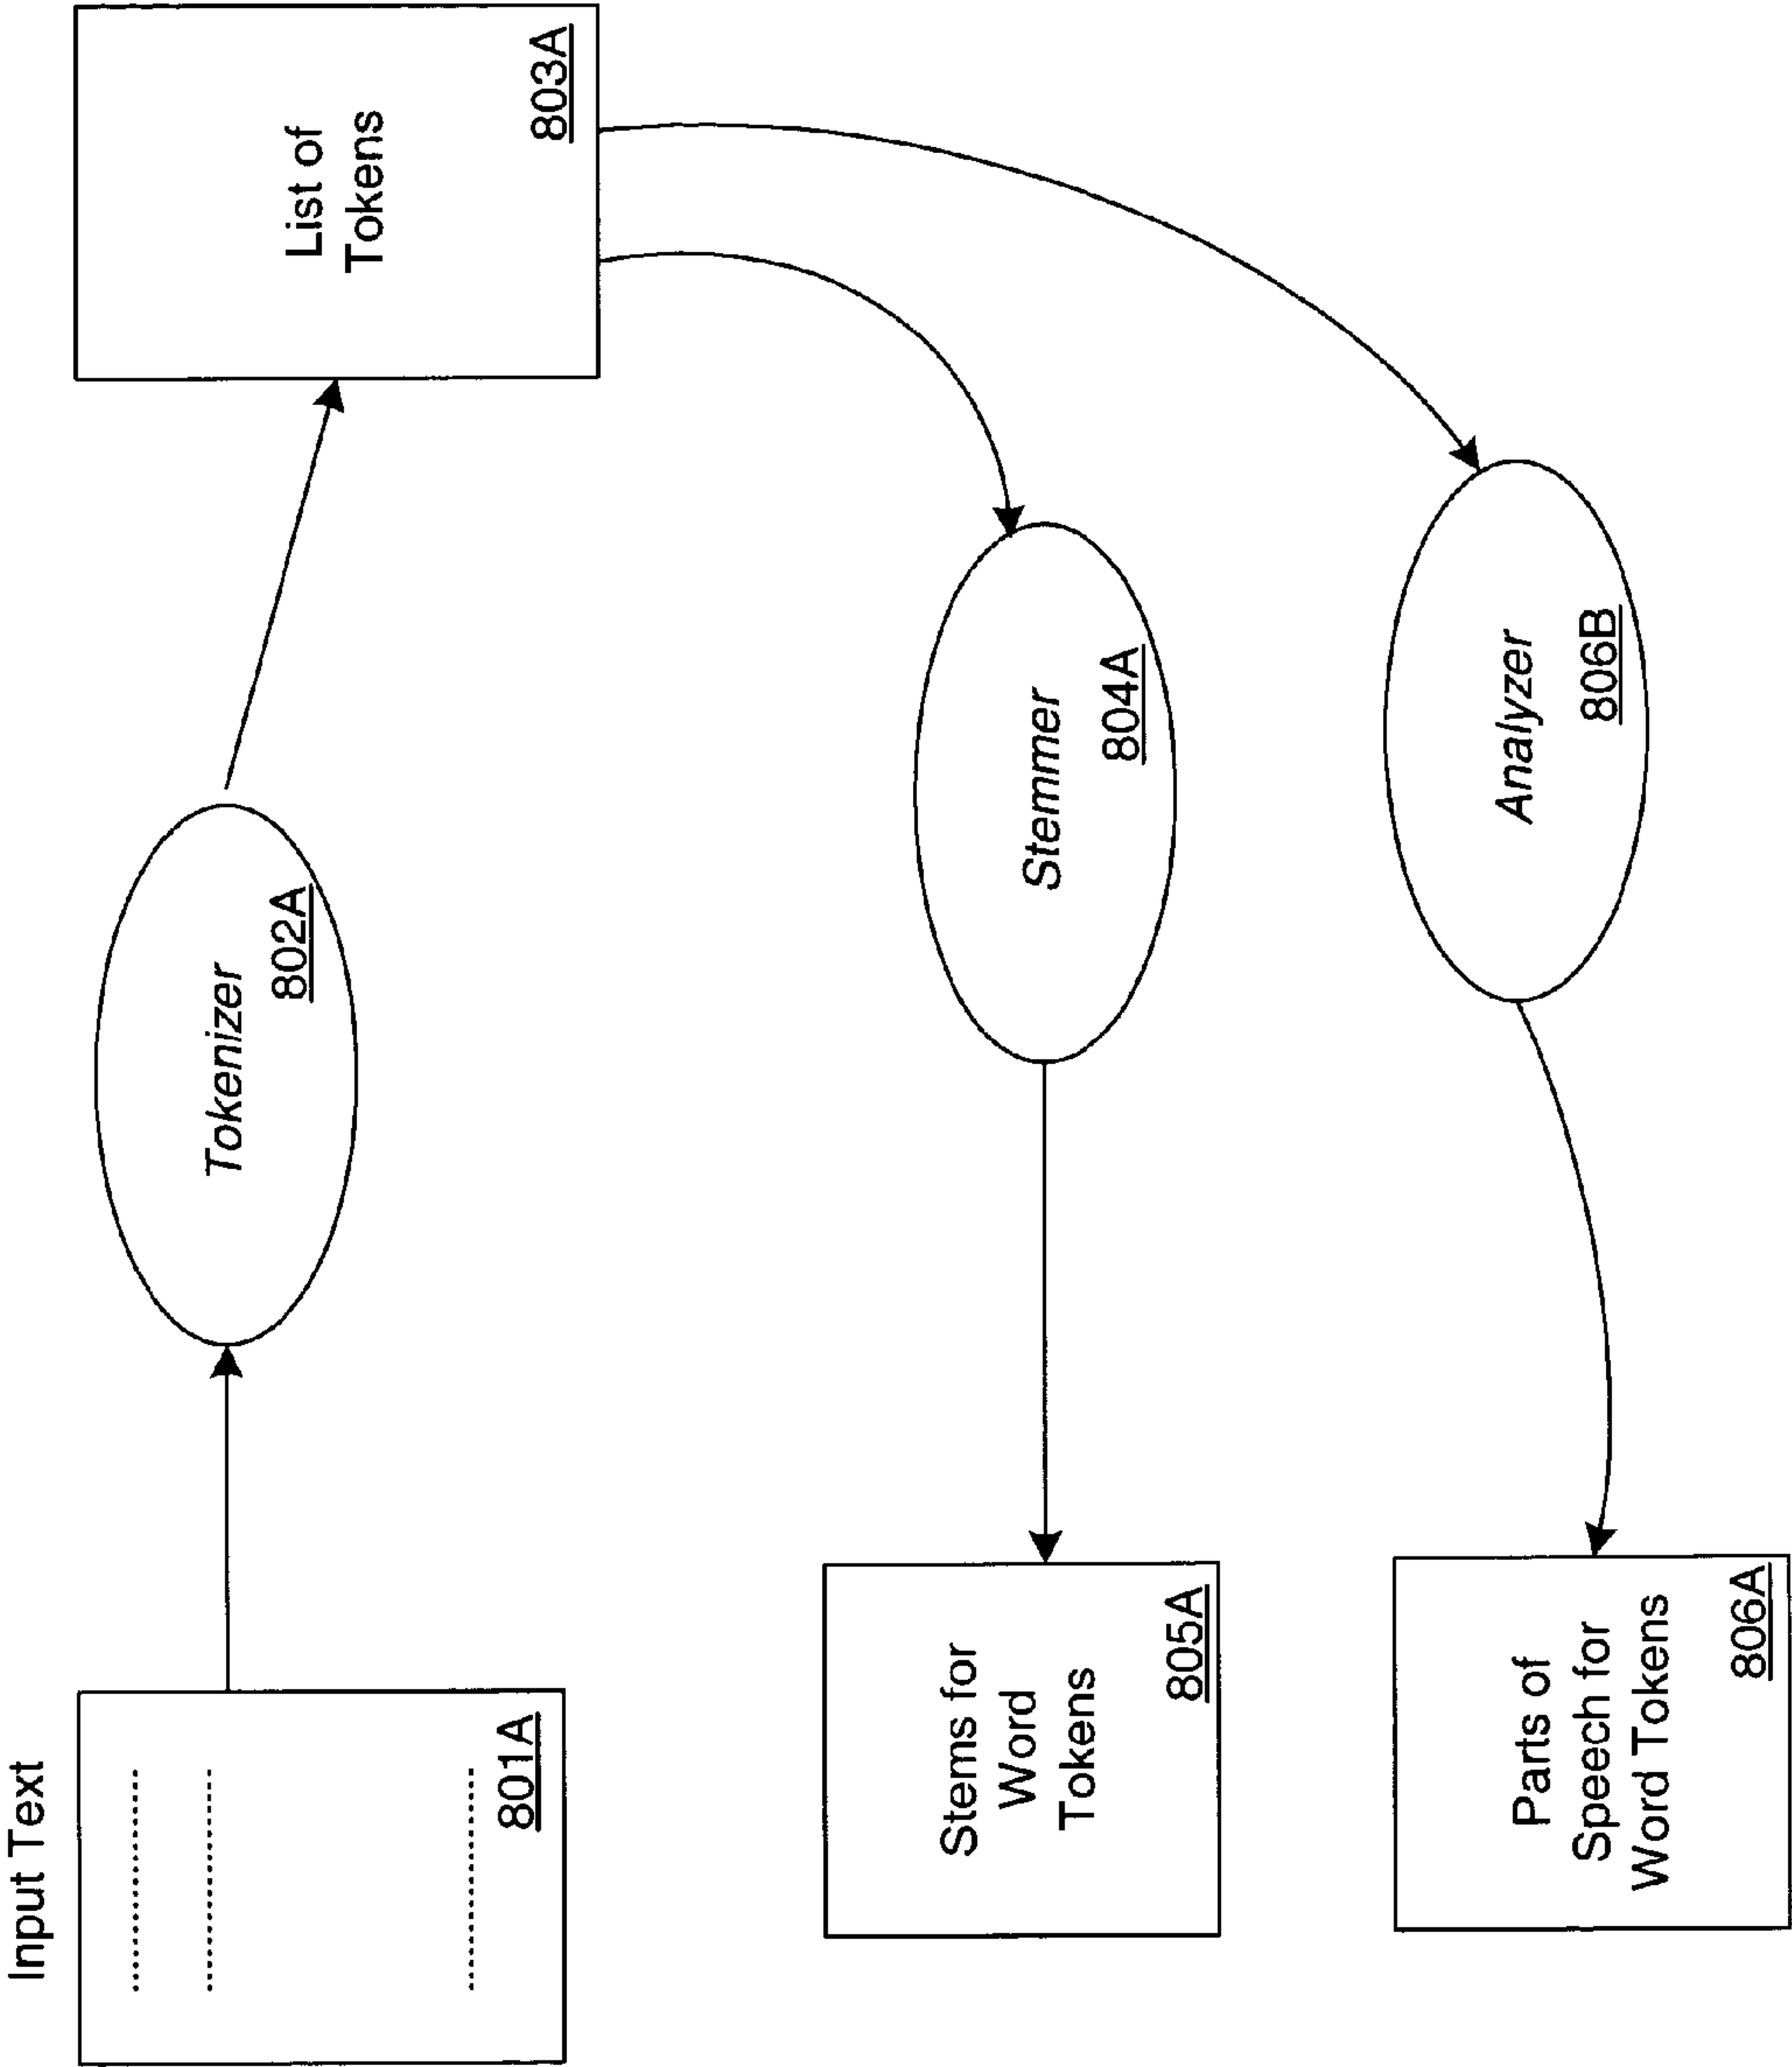 Input Text
801A
Tokenizer
802A
List of
Tokens
803A
Stems for
Word
Tokens
805A
Stemmer
804A
Parts of
Speech for
Word Tokens
806A
Analyzer
806B